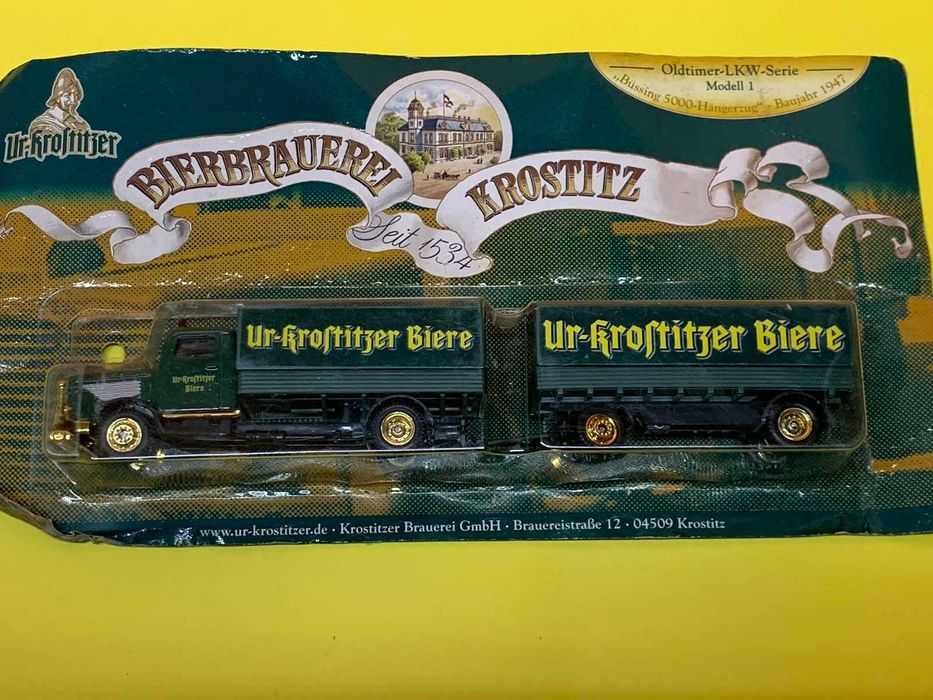 Ur-Kroſtitzer
BIERBRAUEREI
KROSTITZ
Seit 1534
Oldtimer-LKW-Serie
Modell 1
„Büssing 5000-Hängerzug“, Baujahr 1947
Ur-Kroſtitzer Biere
Ur-Kroſtitzer Biere
Ur-Kroſtitzer
Biere
www.ur-krostitzer.de · Krostitzer Brauerei GmbH · Brauereistraße 12 · 04509 Krostitz